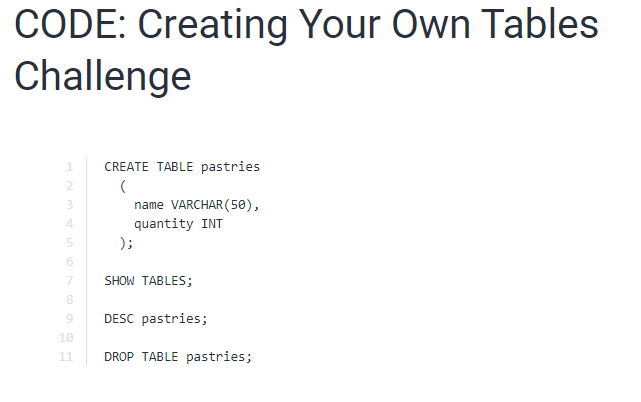 CODE: Creating Your Own Tables
Challenge
1 CREATE TABLE pastries
2 (
3 name VARCHAR(50),
4 quantity INT
5 );
6
7 SHOW TABLES;
8
9 DESC pastries;
10
11 DROP TABLE pastries;